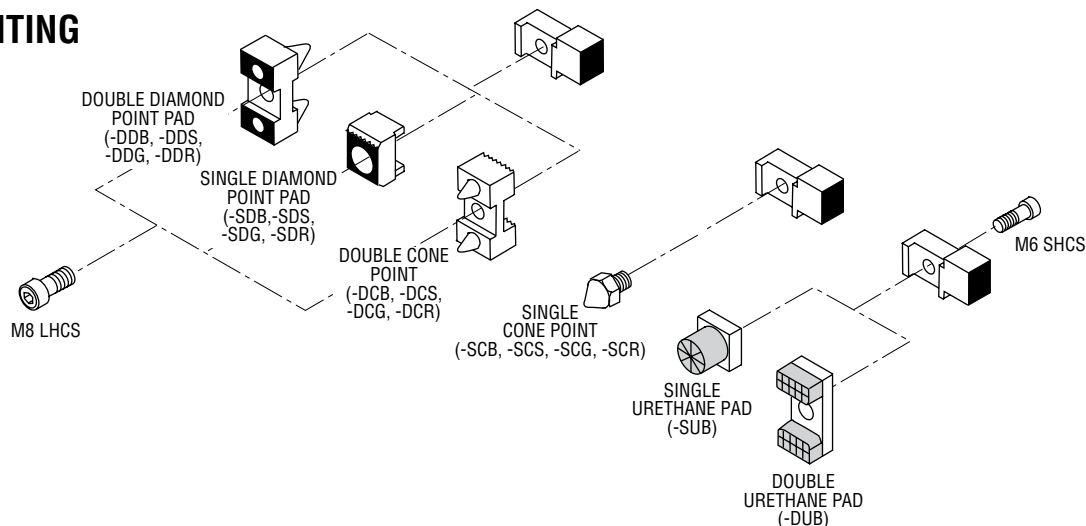 ITING
DOUBLE DIAMOND
POINT PAD
(-DDB, -DDS,
-DDG, -DDR)
SINGLE DIAMOND
POINT PAD
(-SDB,-SDS,
-SDG, -SDR)
DOUBLE CONE
POINT
(-DCB, -DCS,
-DCG, -DCR)
M8 LHCS
SINGLE
CONE POINT
(-SCB, -SCS, -SCG, -SCR)
M6 SHCS
SINGLE
URETHANE PAD
(-SUB)
DOUBLE
URETHANE PAD
(-DUB)